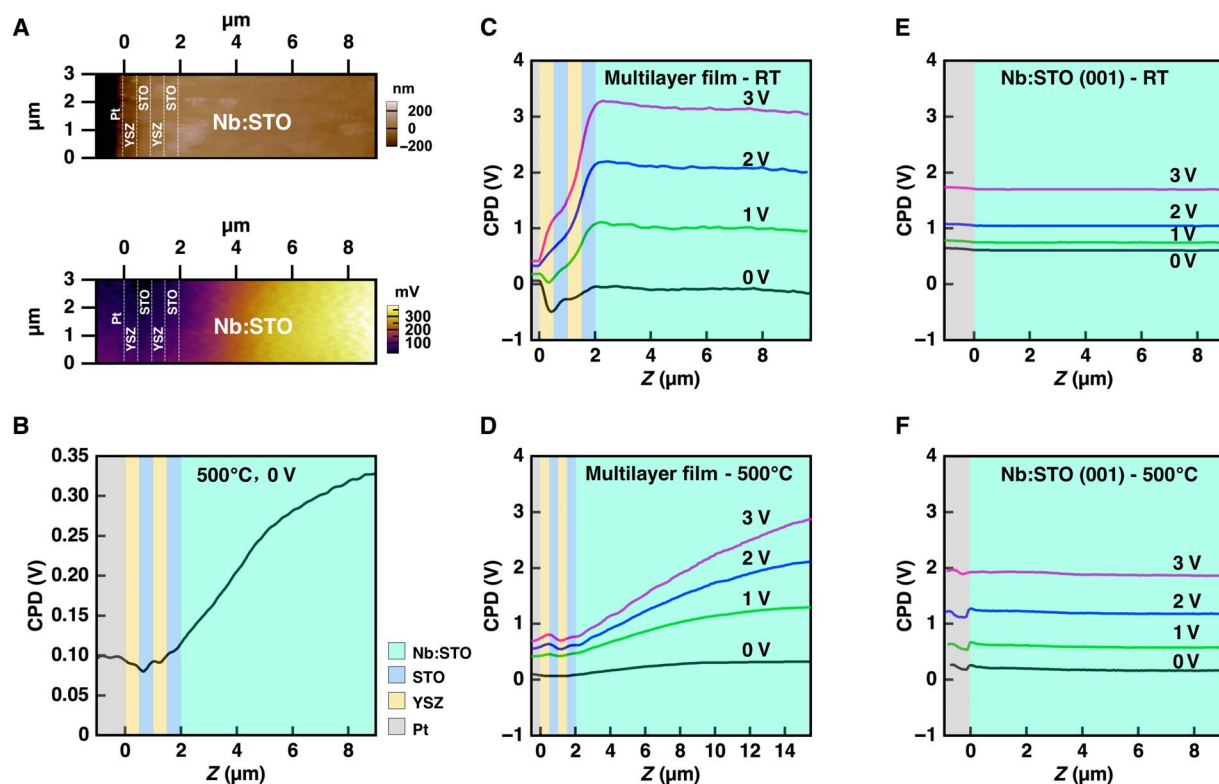 A
µm
0 2 4 6 8
3
2
1
0
µm
Pt
YSZ
STO
YSZ
STO
Nb:STO
nm
200
0
−200
µm
0 2 4 6 8
3
2
1
0
µm
Pt
YSZ
STO
YSZ
STO
Nb:STO
mV
300
200
100
B
500°C, 0 V
0.35
0.30
0.25
0.20
0.15
0.10
0.05
0
CPD (V)
0 2 4 6 8
Z (µm)
Nb:STO
STO
YSZ
Pt
C
Multilayer film - RT
4
3
2
1
0
−1
CPD (V)
3 V
2 V
1 V
0 V
0 2 4 6 8
Z (µm)
D
Multilayer film - 500°C
4
3
2
1
0
−1
CPD (V)
3 V
2 V
1 V
0 V
0 2 4 6 8 10 12 14
Z (µm)
E
Nb:STO (001) - RT
4
3
2
1
0
−1
CPD (V)
3 V
2 V
1 V
0 V
0 2 4 6 8
Z (µm)
F
Nb:STO (001) - 500°C
4
3
2
1
0
−1
CPD (V)
3 V
2 V
1 V
0 V
0 2 4 6 8
Z (µm)